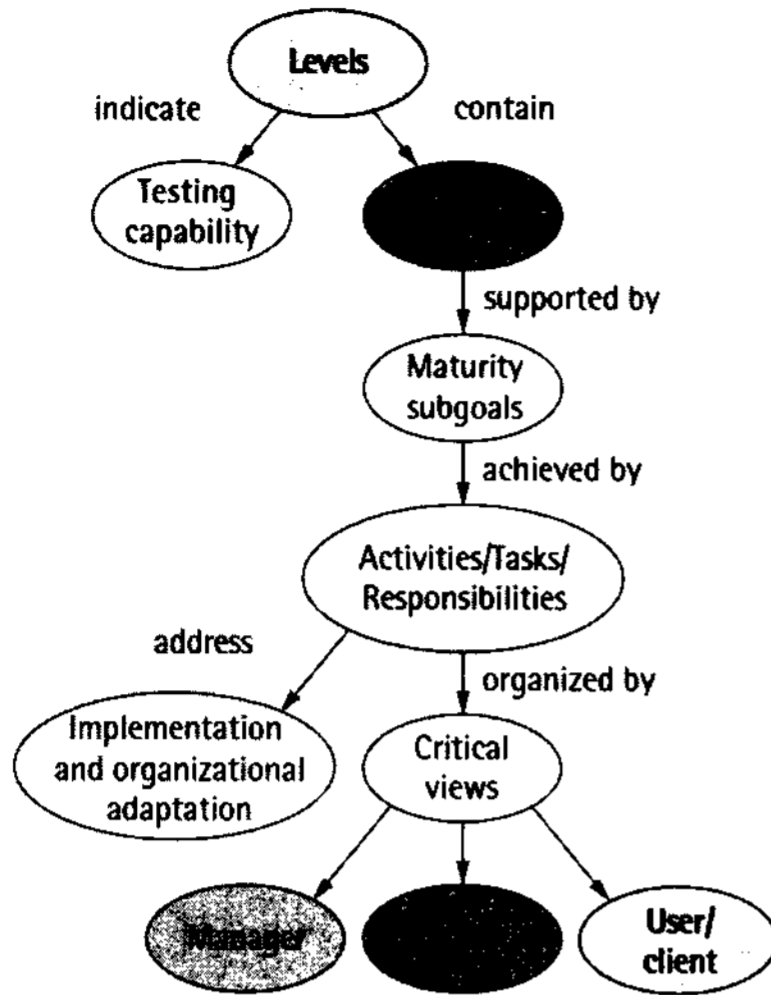 Levels
indicate
contain
Testing
capability
supported by
Maturity
subgoals
achieved by
Activities/Tasks/
Responsibilities
address
organized by
Implementation
and organizational
adaptation
Critical
views
Manager
User/
client